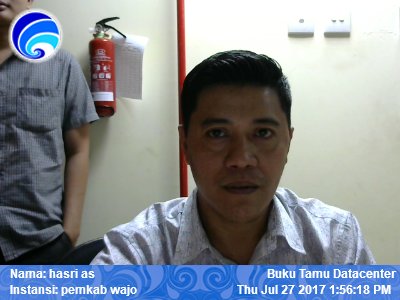 Nama: hasri as
Buku Tamu Datacenter
Instansi: pemkab wajo
Thu Jul 27 2017 1:56:18 PM